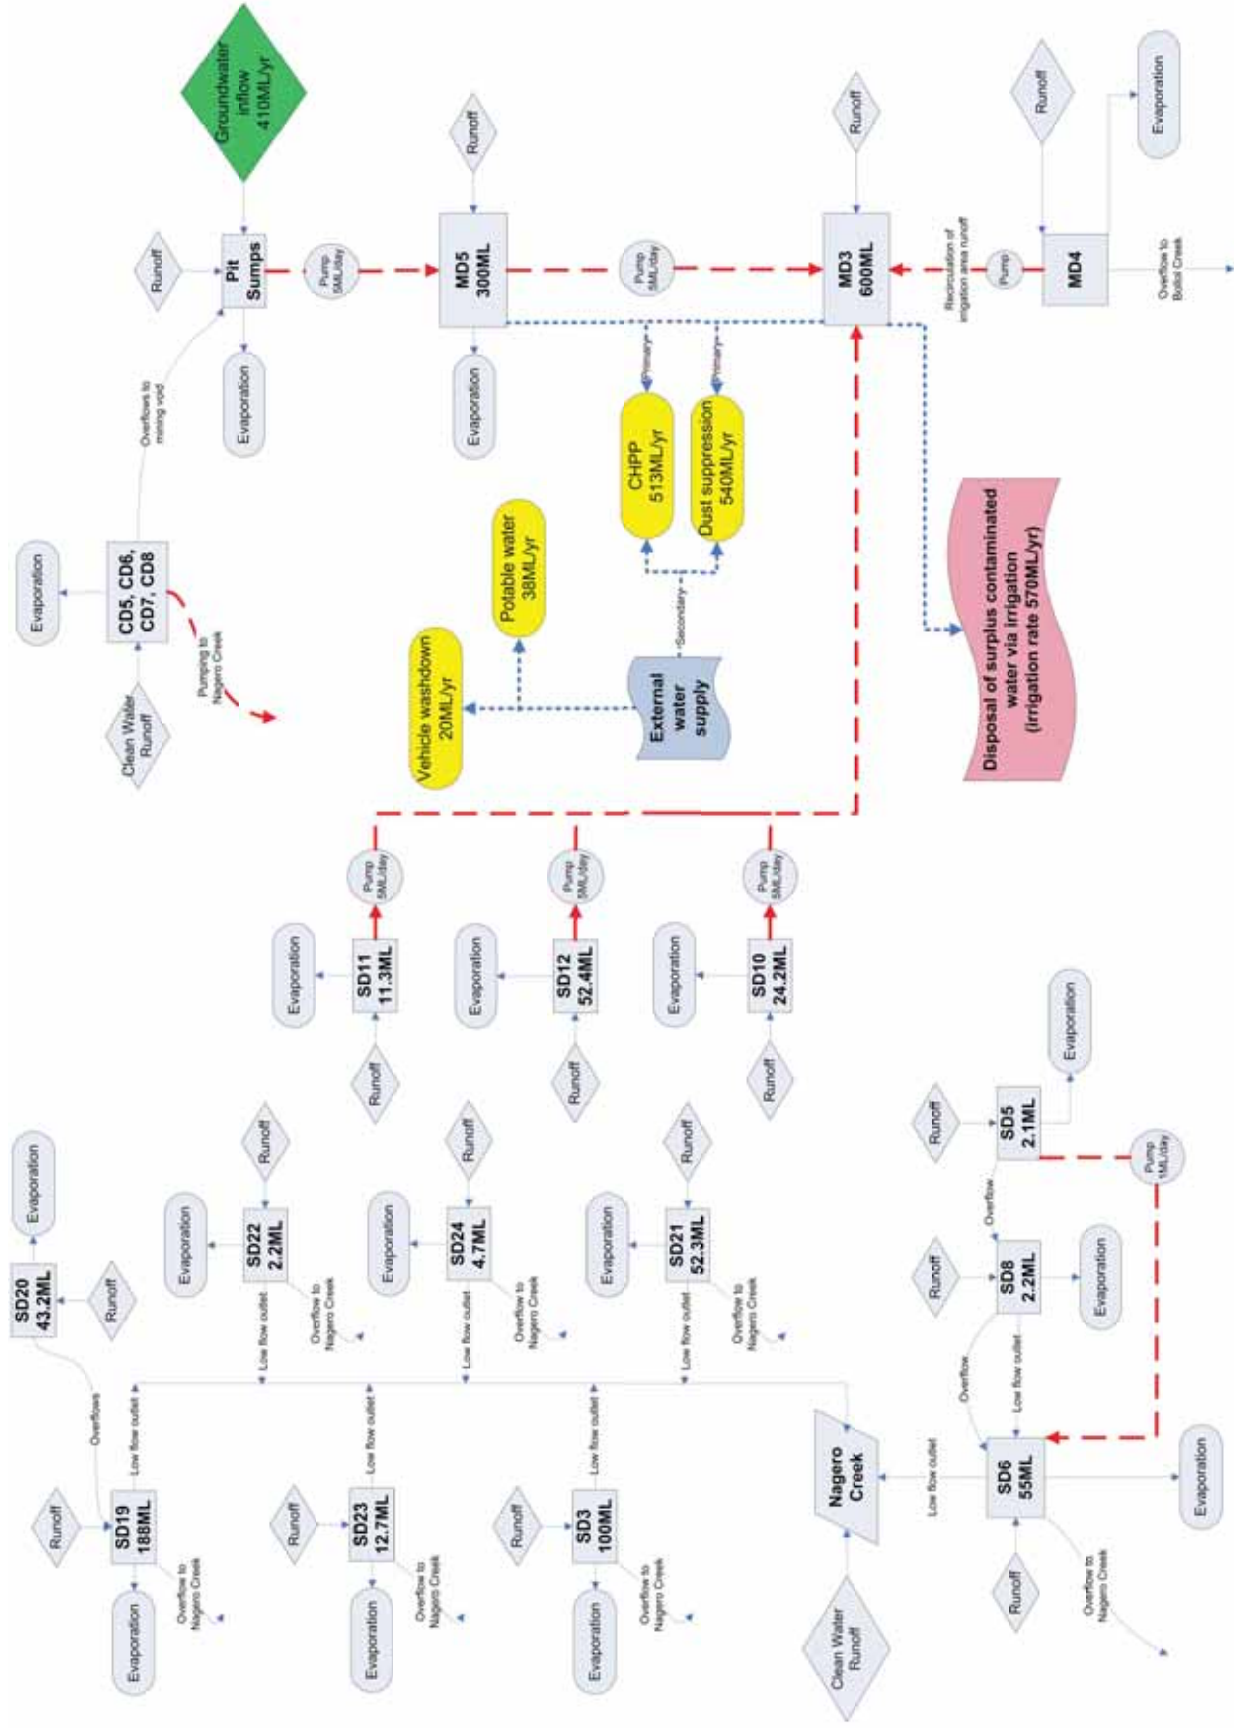 Evaporation
SD20
43.2ML
Runoff
Overflows
Runoff
SD19
188ML
Evaporation
Low flow outlet
Overflow to
Nagero Creek
Runoff
SD23
12.7ML
Evaporation
Low flow outlet
Overflow to
Nagero Creek
Runoff
SD3
100ML
Evaporation
Low flow outlet
Overflow to
Nagero Creek
Evaporation
SD22
2.2ML
Runoff
Low flow outlet
Overflow to
Nagero Creek
Evaporation
SD24
4.7ML
Runoff
Low flow outlet
Overflow to
Nagero Creek
Evaporation
SD21
52.3ML
Runoff
Low flow outlet
Overflow to
Nagero Creek
Clean Water
Runoff
Nagero
Creek
Low flow outlet
Runoff
SD6
55ML
Evaporation
Overflow to
Nagero Creek
Overflow
Low flow outlet
Runoff
SD8
2.2ML
Evaporation
Overflow
Runoff
SD5
2.1ML
Evaporation
Pump
1ML/day
Evaporation
SD11
11.3ML
Runoff
Pump
5ML/day
Evaporation
SD12
52.4ML
Runoff
Pump
5ML/day
Evaporation
SD10
24.2ML
Runoff
Pump
5ML/day
Evaporation
Clean Water
Runoff
CD5, CD6,
CD7, CD8
Pumping to
Nagero Creek
Overflows to
mining void
Runoff
Groundwater
inflow
410ML/yr
Pit
Sumps
Evaporation
Pump
5ML/day
MD5
300ML
Runoff
Evaporation
Pump
5ML/day
Vehicle washdown
20ML/yr
Potable water
38ML/yr
External
water
supply
Secondary
CHPP
513ML/yr
Primary
Dust suppression
540ML/yr
Primary
MD3
600ML
Runoff
Recirculation of
irrigation area runoff
Pump
MD4
Runoff
Evaporation
Overflow to
Bollol Creek
Disposal of surplus contaminated
water via irrigation
(irrigation rate 570ML/yr)